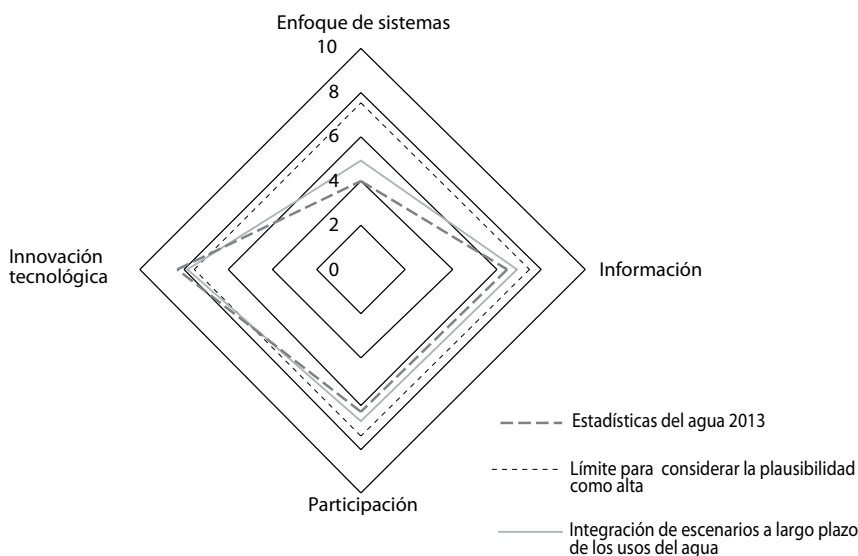 Enfoque de sistemas
10
8
6
4
2
0
Innovación
tecnológica
Información
Participación
Estadísticas del agua 2013
Límite para considerar la plausibilidad
como alta
Integración de escenarios a largo plazo
de los usos del agua